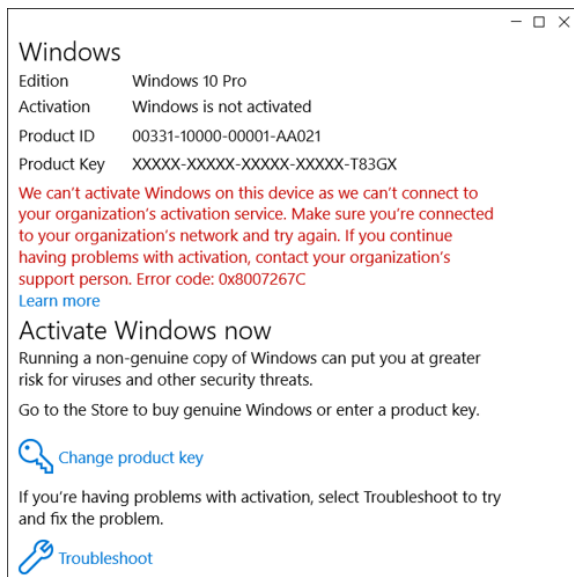 Windows
Edition Windows 10 Pro
Activation Windows is not activated
Product ID 00331-10000-00001-AA021
Product Key XXXXX-XXXXX-XXXXX-XXXXX-T83GX
We can't activate Windows on this device as we can't connect to
your organization's activation service. Make sure you're connected
to your organization's network and try again. If you continue
having problems with activation, contact your organization's
support person. Error code: 0x8007267C
Learn more
Activate Windows now
Running a non-genuine copy of Windows can put you at greater
risk for viruses and other security threats.
Go to the Store to buy genuine Windows or enter a product key.
Change product key
If you're having problems with activation, select Troubleshoot to try
and fix the problem.
Troubleshoot